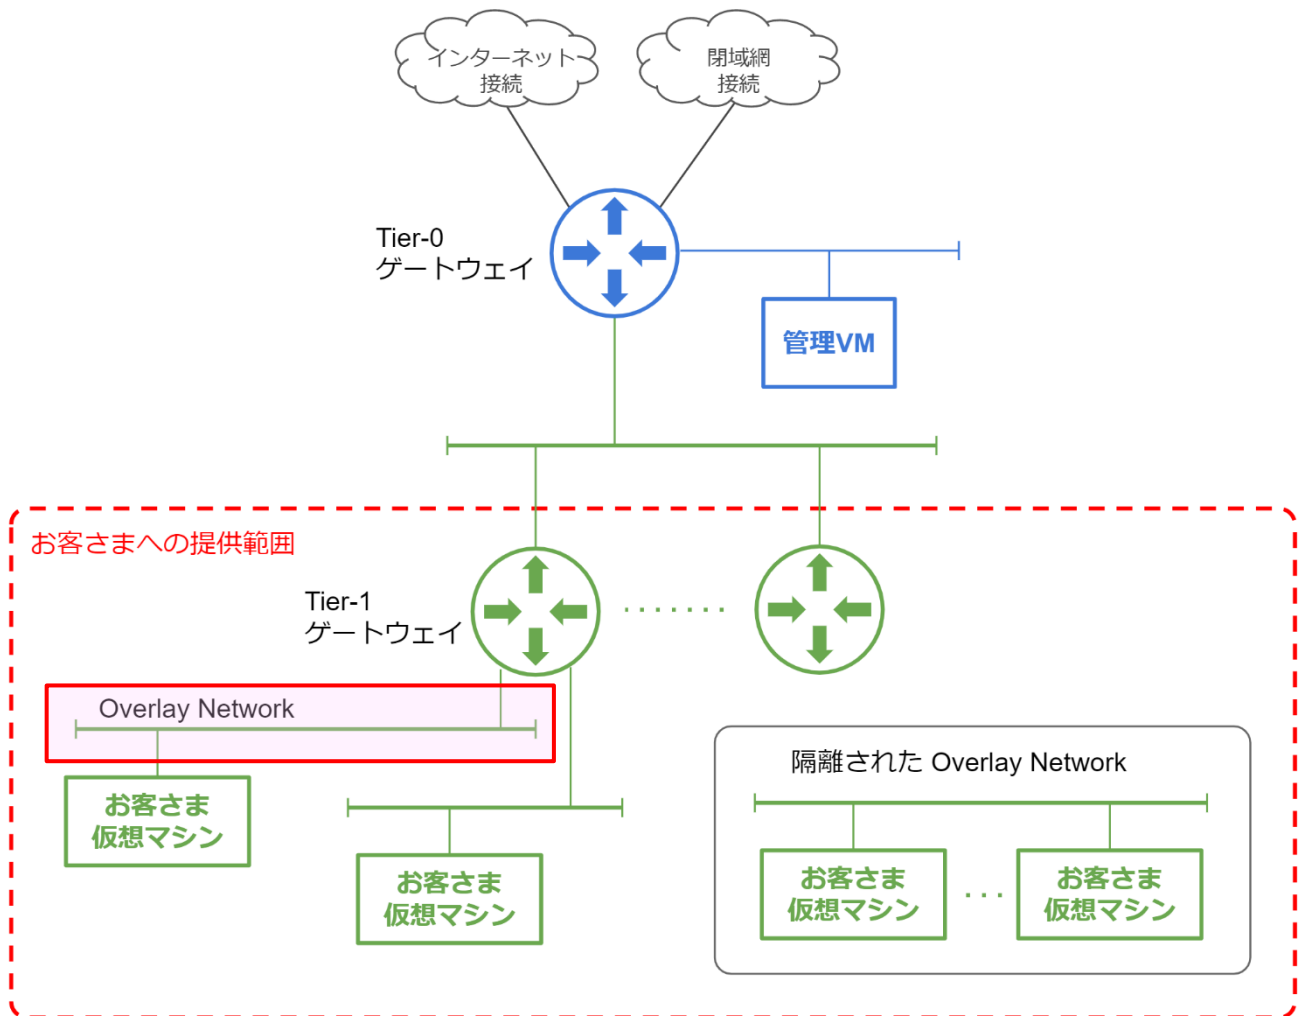 インターネット
接続
閉域網
接続
Tier-0
ゲートウェイ
管理VM
お客さまへの提供範囲
Tier-1
ゲートウェイ
Overlay Network
お客さま
仮想マシン
お客さま
仮想マシン
隔離された Overlay Network
お客さま
仮想マシン
お客さま
仮想マシン